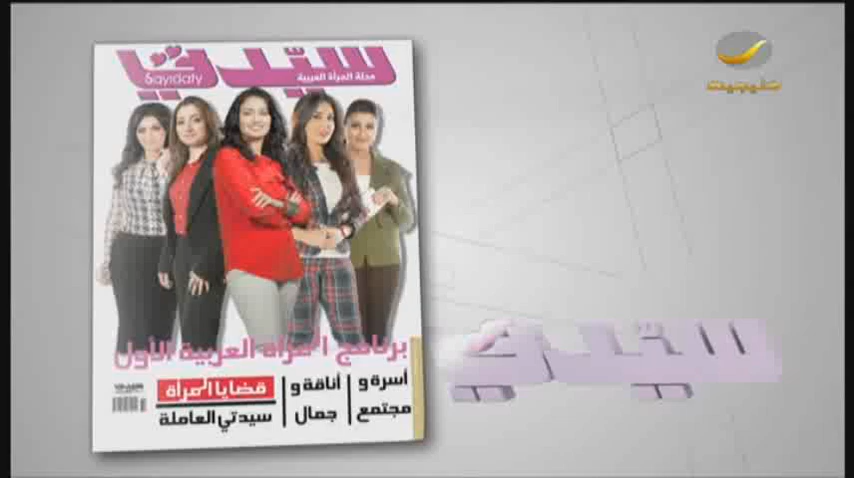 سيدتي
Sayidaty
مجلة المرأة العربية
خليجية
برنامج المرأة العربية الأول
أسرة و مجتمع
أناقة و جمال
قضايا المرأة
سيدتي العاملة
سيدتي